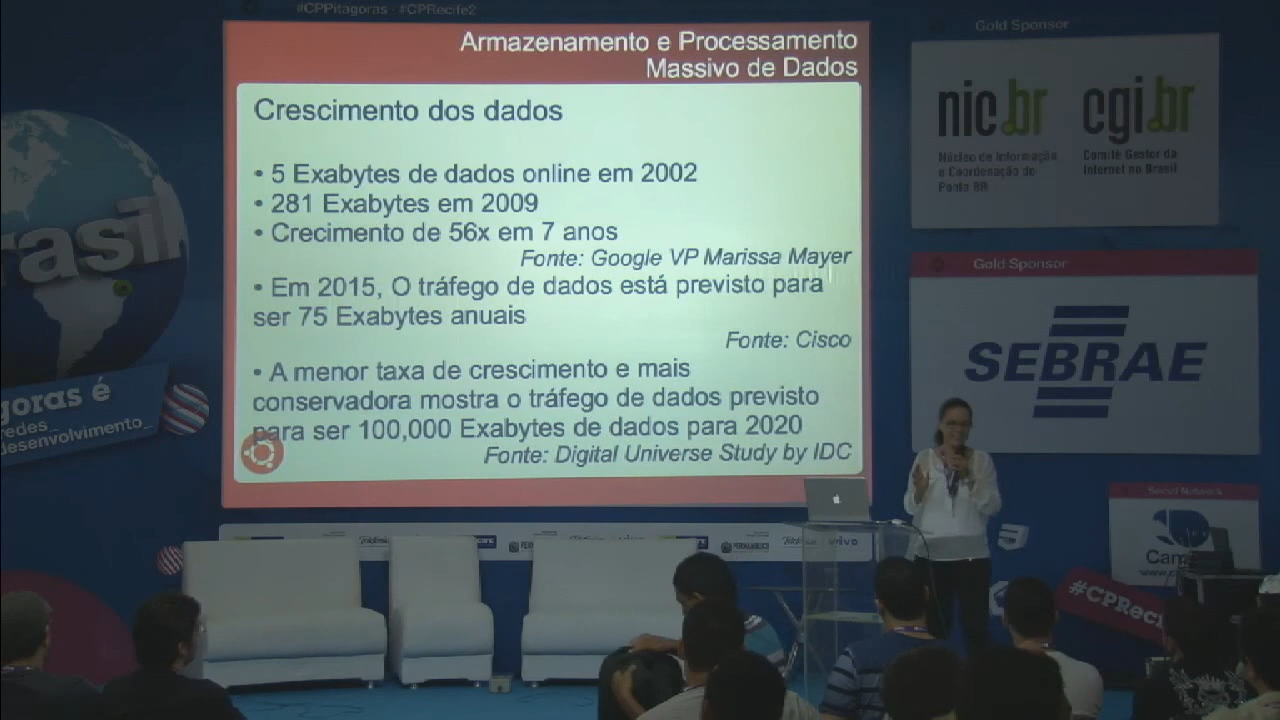 #CPPitagoras - #CPRecife2
Armazenamento e Processamento
Massivo de Dados
Crescimento dos dados
• 5 Exabytes de dados online em 2002
• 281 Exabytes em 2009
• Crecimento de 56x em 7 anos
Fonte: Google VP Marissa Mayer
• Em 2015, O tráfego de dados está previsto para
ser 75 Exabytes anuais
Fonte: Cisco
• A menor taxa de crescimento e mais
conservadora mostra o tráfego de dados previsto
para ser 100,000 Exabytes de dados para 2020
Fonte: Digital Universe Study by IDC
Gold Sponsor
nic.br
Núcleo de Informação
e Coordenação do
Ponto BR
cgi.br
Comitê Gestor da
Internet no Brasil
Gold Sponsor
SEBRAE
Social Network
Cam
#CPReci
rasil
goras é
redes_
desenvolvimento_
PERNAMBUCO
vivo